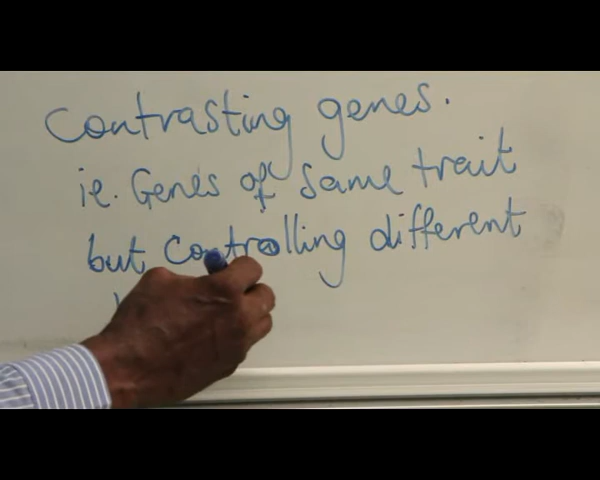 Contrasting genes.
ie. Genes of same trait
but controlling different